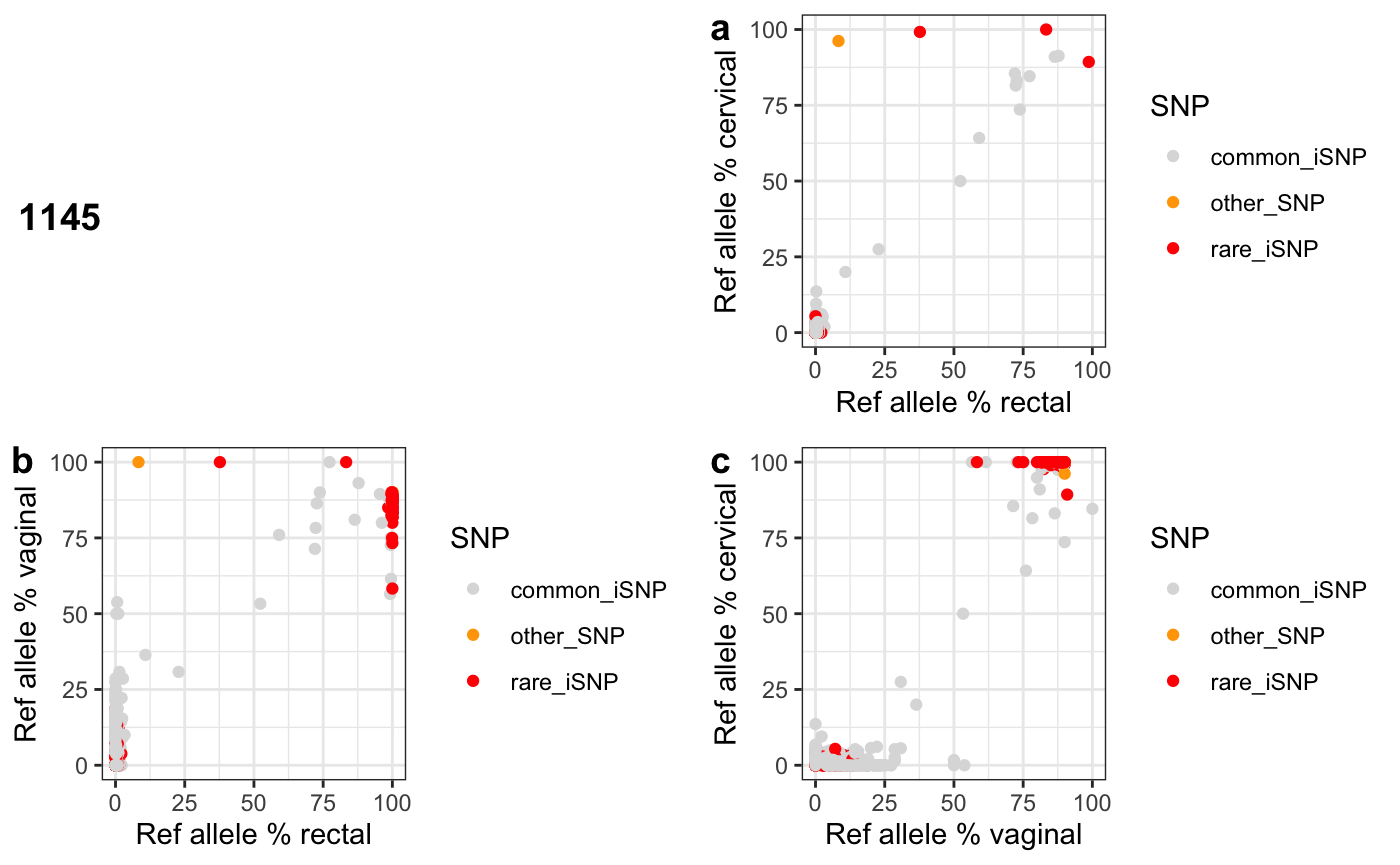 1145
a
Ref allele % cervical
100
75
50
25
0
0 25 50 75 100
Ref allele % rectal
SNP
common_iSNP
other_SNP
rare_iSNP
b
Ref allele % vaginal
100
75
50
25
0
0 25 50 75 100
Ref allele % rectal
SNP
common_iSNP
other_SNP
rare_iSNP
c
Ref allele % cervical
100
75
50
25
0
0 25 50 75 100
Ref allele % vaginal
SNP
common_iSNP
other_SNP
rare_iSNP